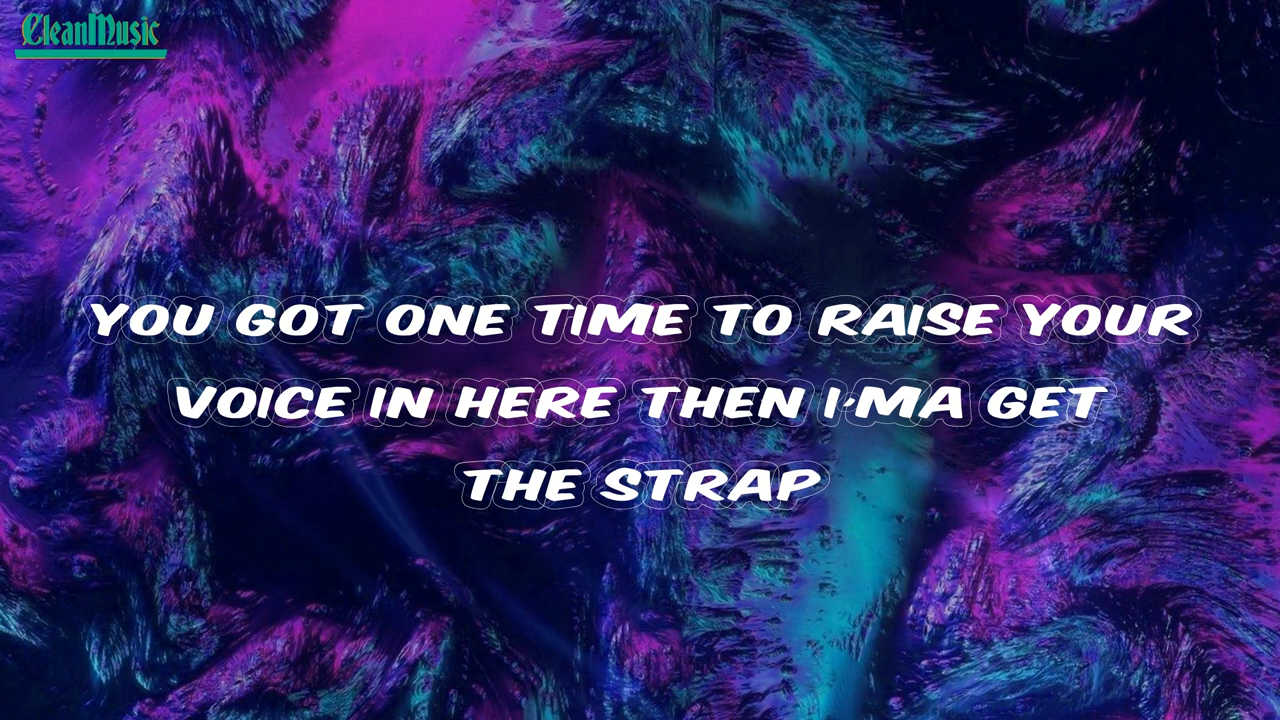 CleanMusic
YOU GOT ONE TIME TO RAISE YOUR
VOICE IN HERE THEN I'MA GET
THE STRAP